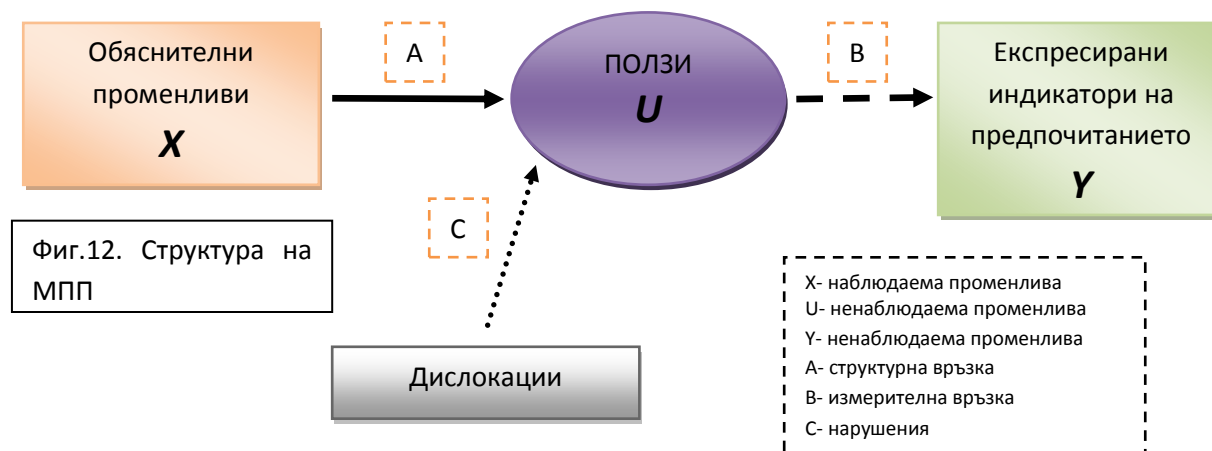 Обяснителни
променливи
X
A
ПОЛЗИ
U
B
Експресирани
индикатори на
предпочитанието
Y
C
Фиг.12. Структура на
МПП
Дислокации
X- наблюдаема променлива
U- ненаблюдаема променлива
Y- ненаблюдаема променлива
A- структурна връзка
B- измерителна връзка
C- нарушения